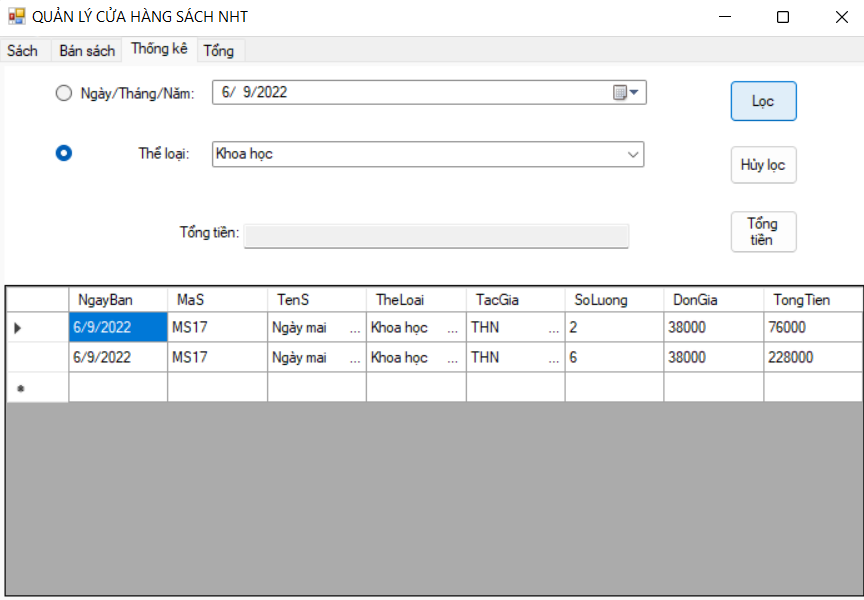 QUẢN LÝ CỬA HÀNG SÁCH NHT
Sách Bán sách Thống kê Tổng
Ngày/Tháng/Năm: 6/ 9/2022 Lọc
Thể loại: Khoa học Hủy lọc
Tổng tiền: Tổng tiền
NgayBan MaS TenS TheLoai TacGia SoLuong DonGia TongTien
6/9/2022 MS17 Ngày mai ... Khoa học ... THN ... 2 38000 76000
6/9/2022 MS17 Ngày mai ... Khoa học ... THN ... 6 38000 228000